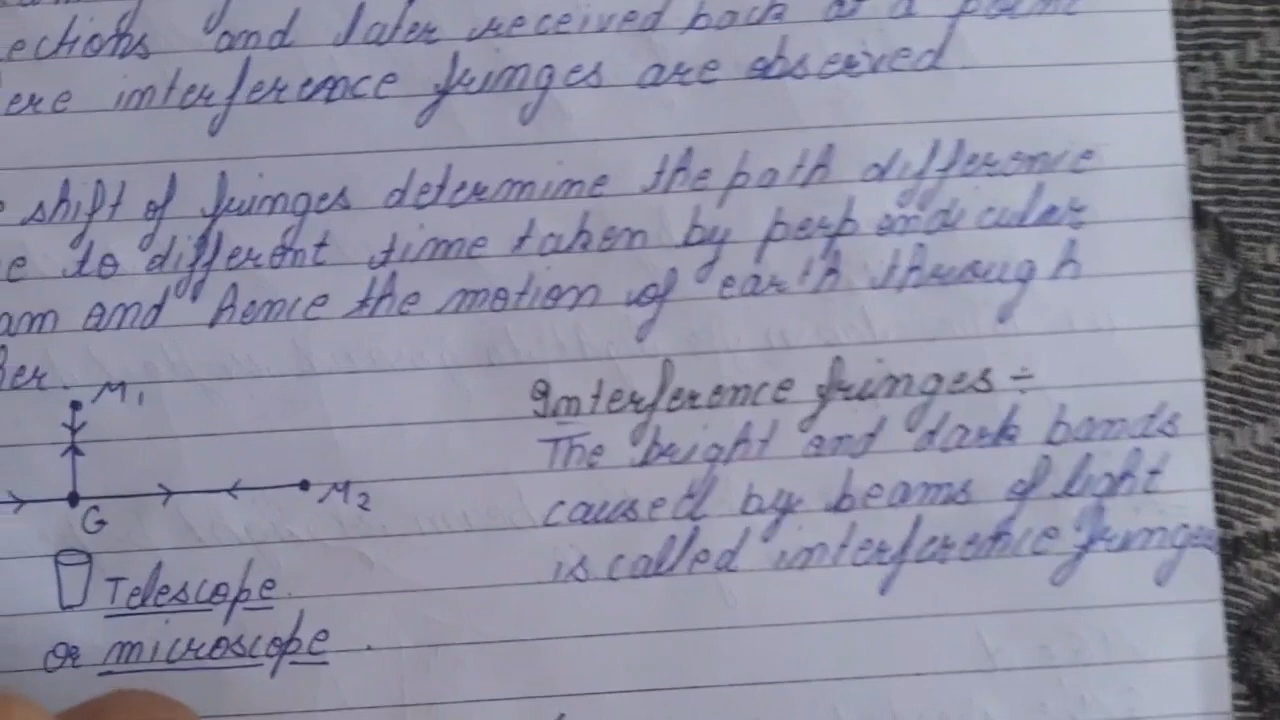 ections and later received back at a point
ere interference fringes are observed.
shift of fringes determine the path difference
e to different time taken by perpendicular
am and hence the motion of earth through
her.
M1
M2
G
Telescope
or microscope.
Interference fringes ÷
The bright and dark bands
caused by beams of light
is called interference fringes